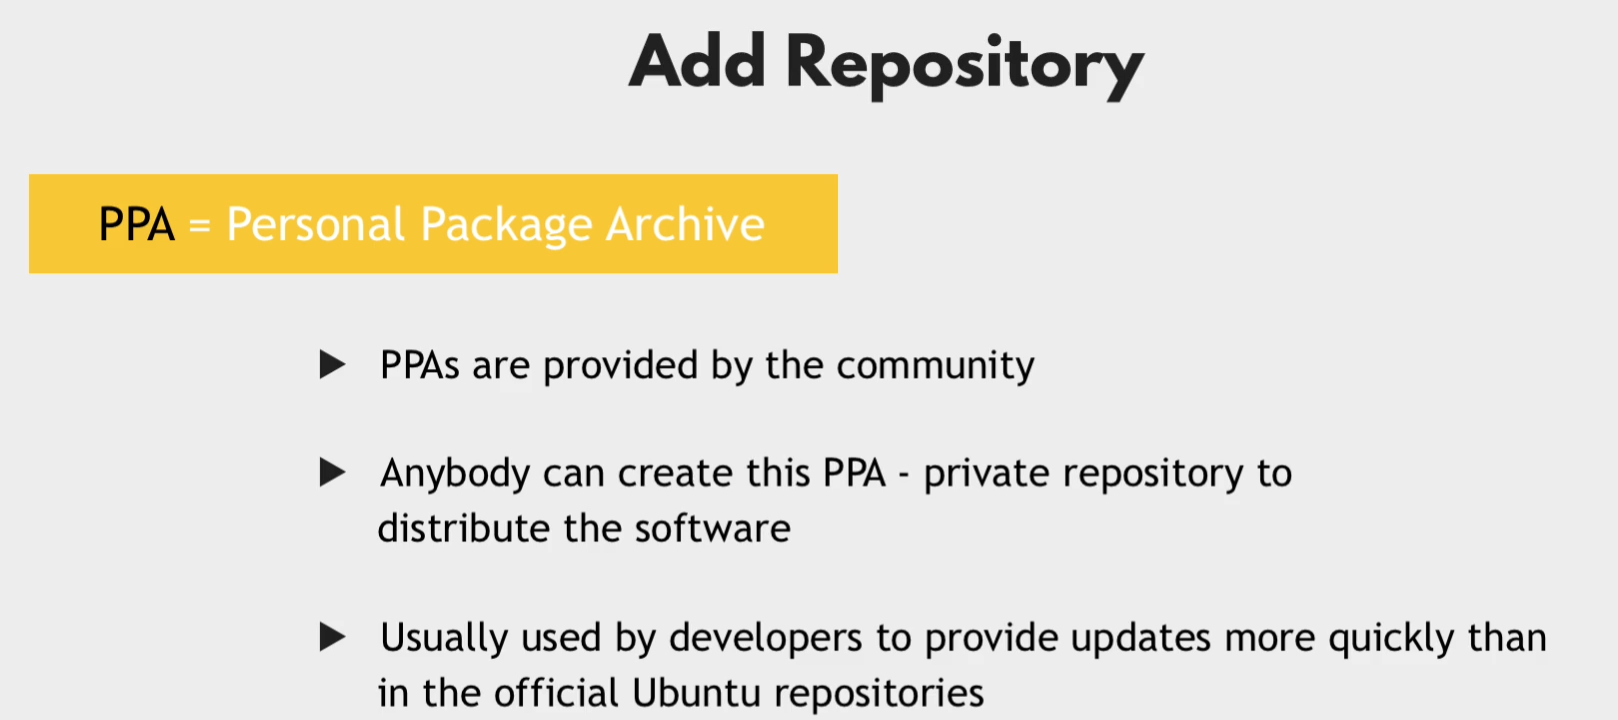 Add Repository
PPA = Personal Package Archive
▶ PPAs are provided by the community
▶ Anybody can create this PPA - private repository to
distribute the software
▶ Usually used by developers to provide updates more quickly than
in the official Ubuntu repositories